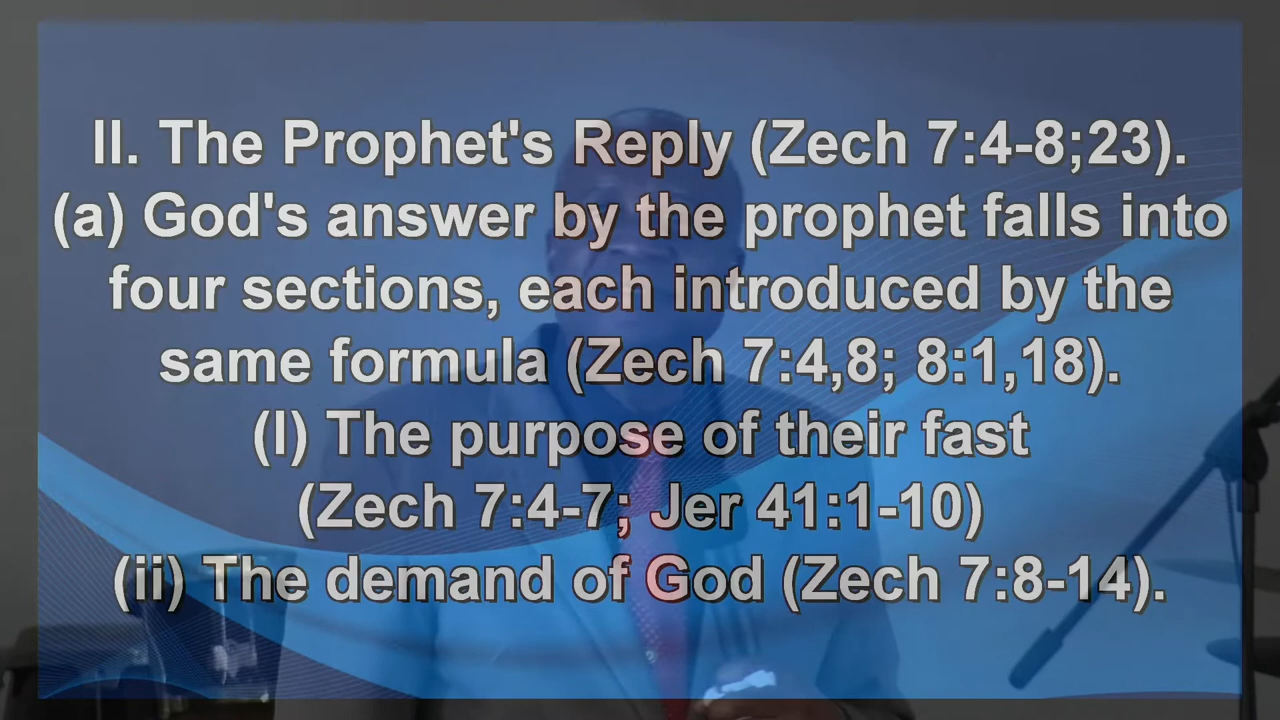 II. The Prophet's Reply (Zech 7:4-8;23).
(a) God's answer by the prophet falls into
four sections, each introduced by the
same formula (Zech 7:4,8; 8:1,18).
(I) The purpose of their fast
(Zech 7:4-7; Jer 41:1-10)
(ii) The demand of God (Zech 7:8-14).